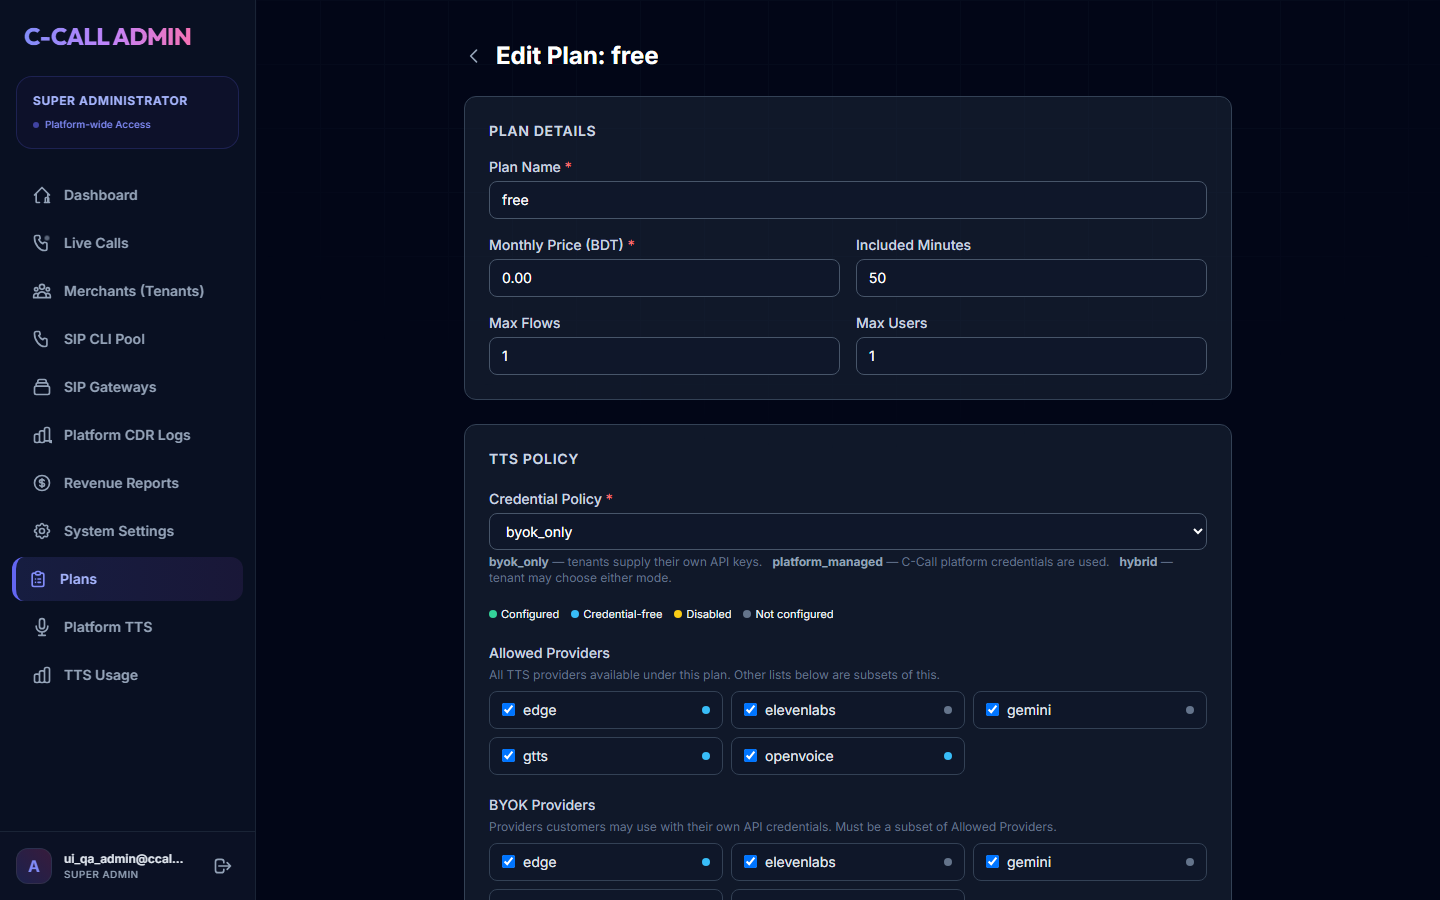 C-CALL ADMIN
SUPER ADMINISTRATOR
Platform-wide Access
Dashboard
Live Calls
Merchants (Tenants)
SIP CLI Pool
SIP Gateways
Platform CDR Logs
Revenue Reports
System Settings
Plans
Platform TTS
TTS Usage
A
ui_qa_admin@ccal...
SUPER ADMIN
Edit Plan: free
PLAN DETAILS
Plan Name *
free
Monthly Price (BDT) *
Included Minutes
0.00
50
Max Flows
Max Users
1
1
TTS POLICY
Credential Policy *
byok_only
byok_only — tenants supply their own API keys. platform_managed — C-Call platform credentials are used. hybrid —
tenant may choose either mode.
Configured Credential-free Disabled Not configured
Allowed Providers
All TTS providers available under this plan. Other lists below are subsets of this.
edge
elevenlabs
gemini
gtts
openvoice
BYOK Providers
Providers customers may use with their own API credentials. Must be a subset of Allowed Providers.
edge
elevenlabs
gemini